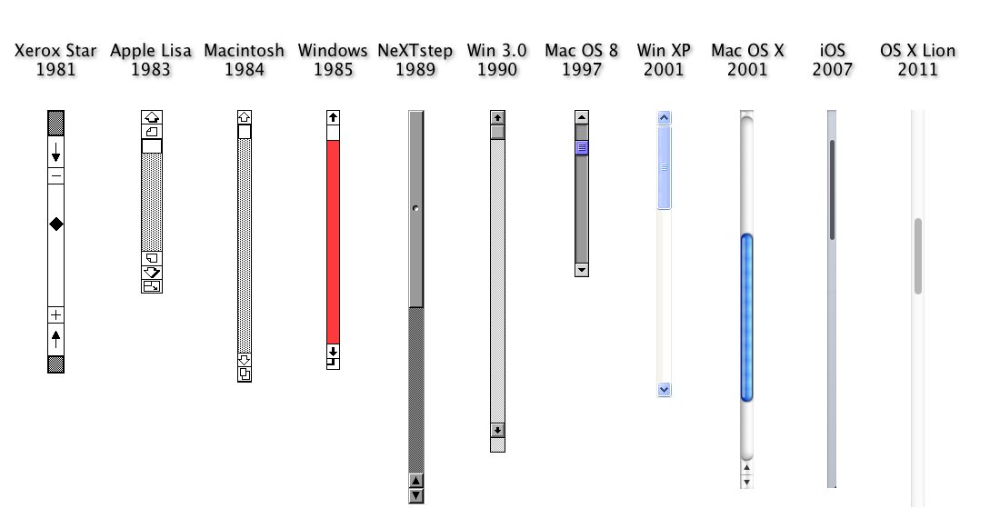 Xerox Star
1981
Apple Lisa
1983
Macintosh
1984
Windows
1985
NeXTstep
1989
Win 3.0
1990
Mac OS 8
1997
Win XP
2001
Mac OS X
2001
iOS
2007
OS X Lion
2011